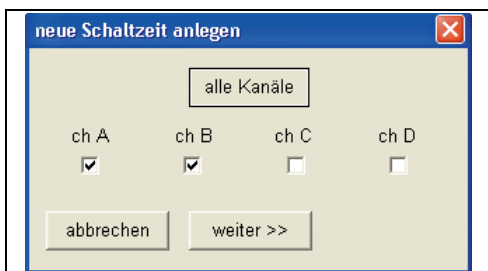 neue Schaltzeit anlegen
alle Kanäle
ch A ch B ch C ch D
abbrechen weiter >>